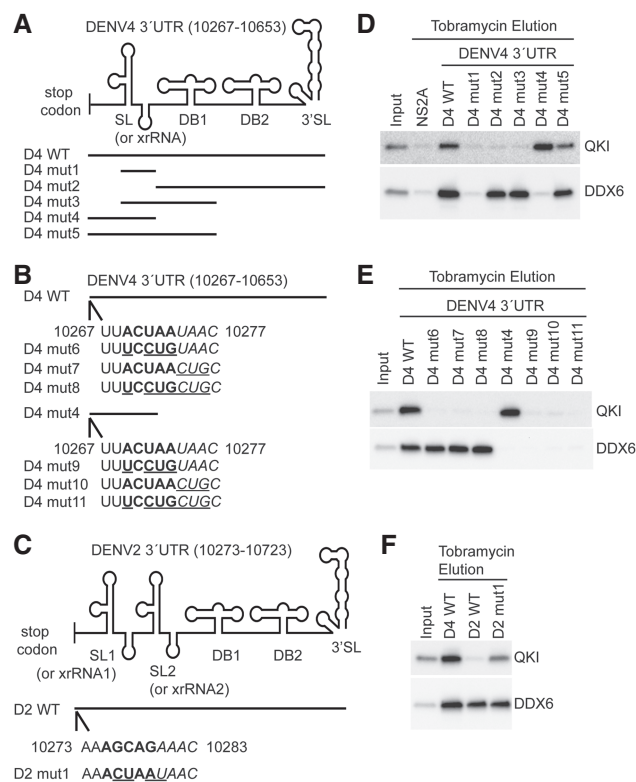 A
DENV4 3´UTR (10267-10653)
stop
codon
SL
(or xrRNA)
DB1
DB2
3'SL
D4 WT
D4 mut1
D4 mut2
D4 mut3
D4 mut4
D4 mut5
B
DENV4 3´UTR (10267-10653)
D4 WT
10267 UUACUAAUAAC 10277
D4 mut6 UUUCCUGUAAC
D4 mut7 UUACUAACUGC
D4 mut8 UUUCCUGCUGC
D4 mut4
10267 UUACUAAUAAC 10277
D4 mut9 UUUCCUGUAAC
D4 mut10 UUACUAACUGC
D4 mut11 UUUCCUGCUGC
C
DENV2 3´UTR (10273-10723)
stop
codon
SL1
(or xrRNA1)
SL2
(or xrRNA2)
DB1
DB2
3'SL
D2 WT
10273 AAAGCAGAAAC 10283
D2 mut1 AAACUAAUAAC
D
Tobramycin Elution
DENV4 3´UTR
Input
NS2A
D4 WT
D4 mut1
D4 mut2
D4 mut3
D4 mut4
D4 mut5
QKI
DDX6
E
Tobramycin Elution
DENV4 3´UTR
Input
D4 WT
D4 mut6
D4 mut7
D4 mut8
D4 mut4
D4 mut9
D4 mut10
D4 mut11
QKI
DDX6
F
Tobramycin
Elution
Input
D4 WT
D2 WT
D2 mut1
QKI
DDX6